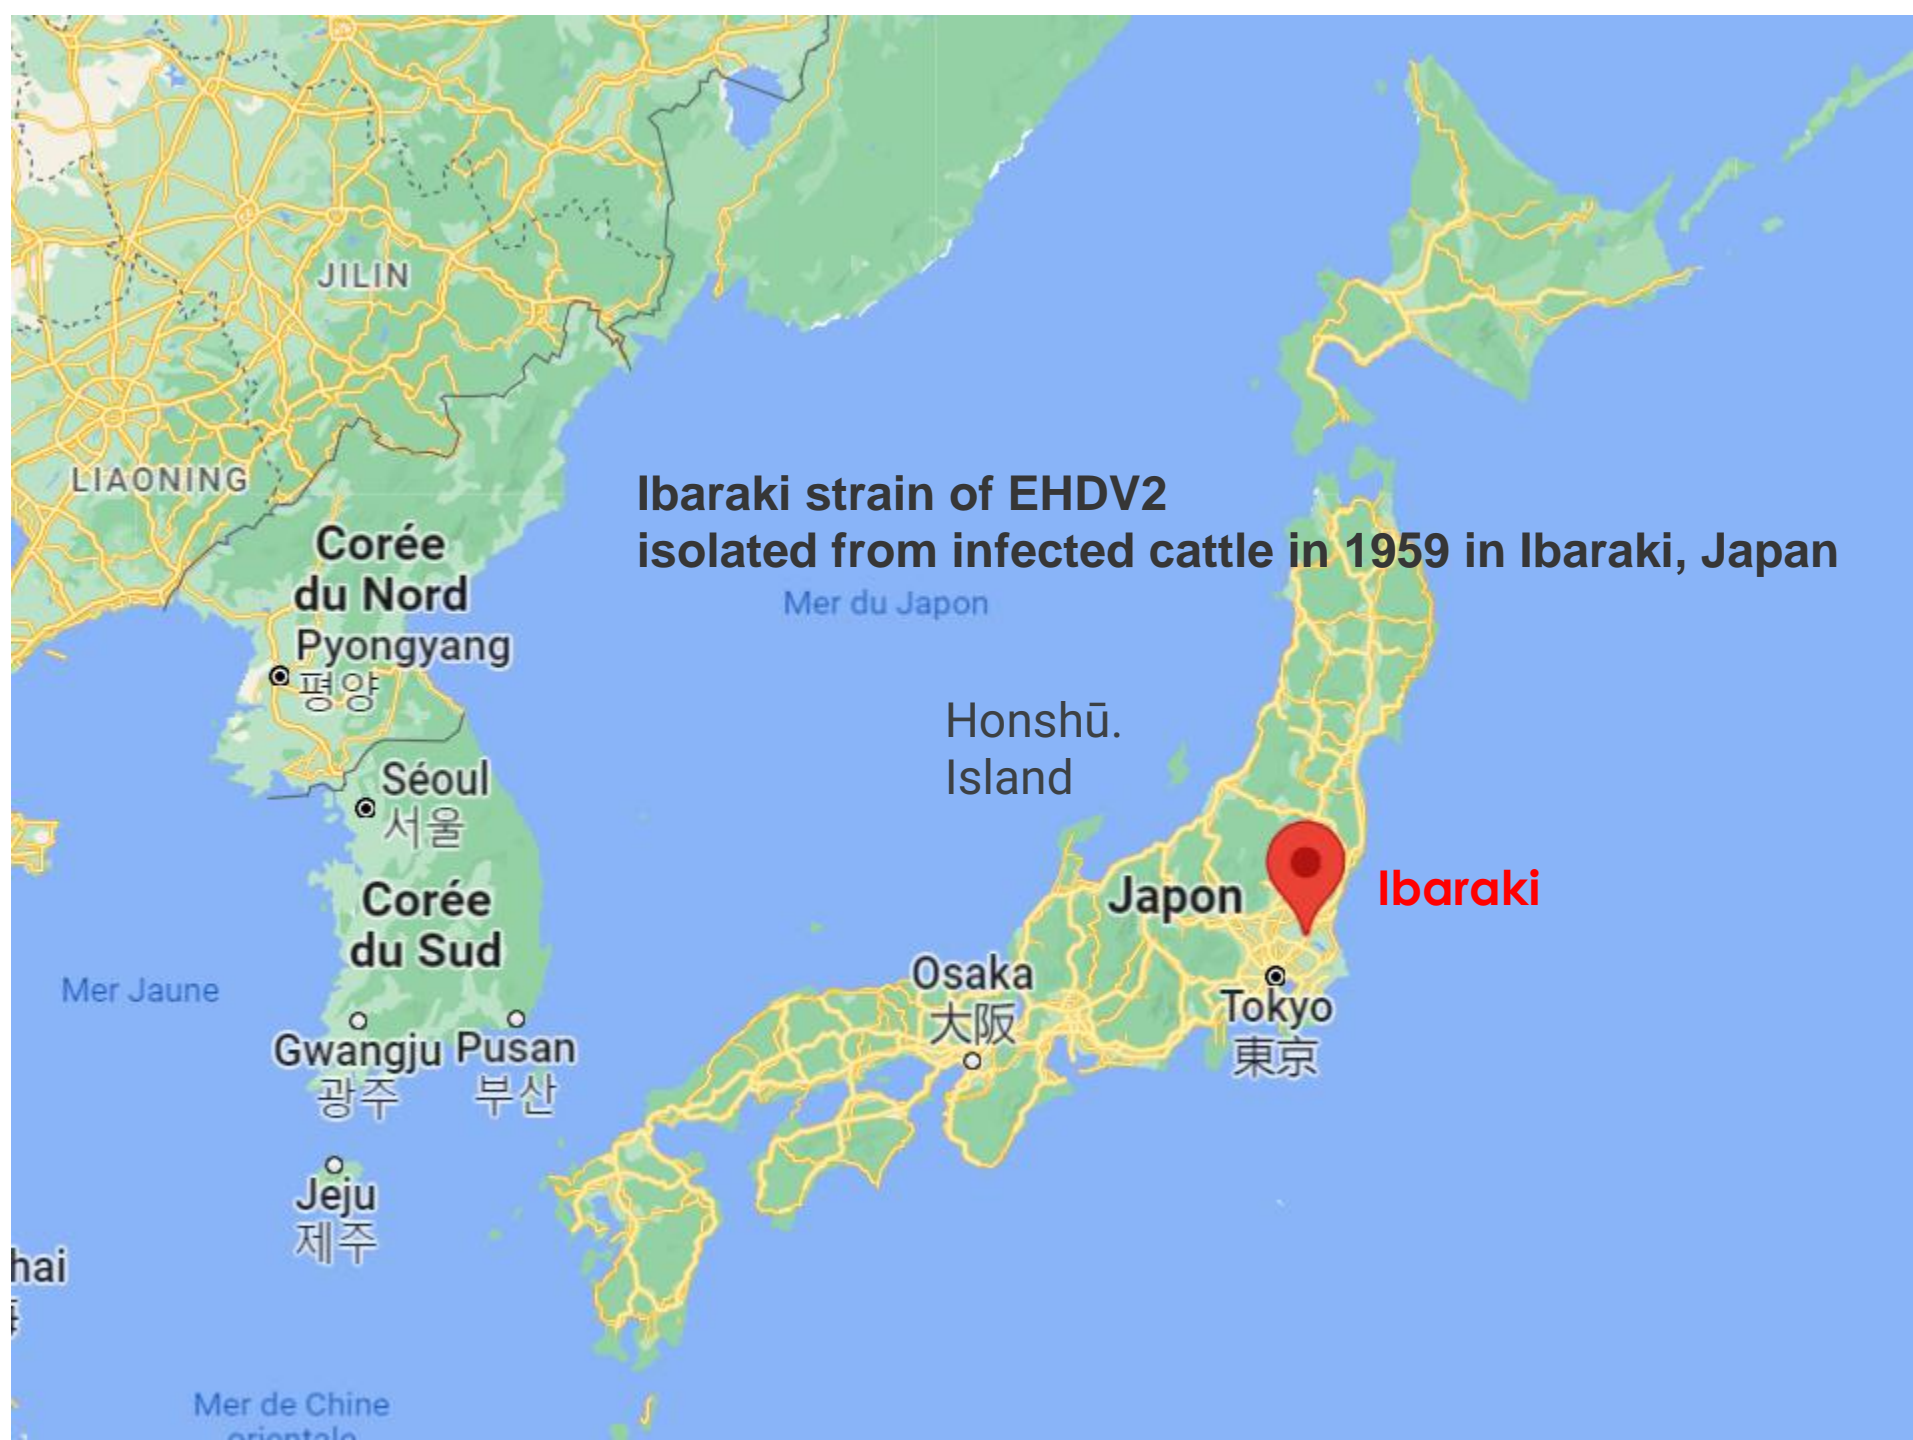 JILIN
LIAONING
Ibaraki strain of EHDV2
isolated from infected cattle in 1959 in Ibaraki, Japan
Corée
du Nord
Pyongyang
평양
Mer du Japon
Honshū.
Island
Séoul
서울
Ibaraki
Japon
Corée
du Sud
Osaka
大阪
Mer Jaune
Tokyo
東京
Gwangju
광주
Pusan
부산
Jeju
제주
hai
Mer de Chine
orientale